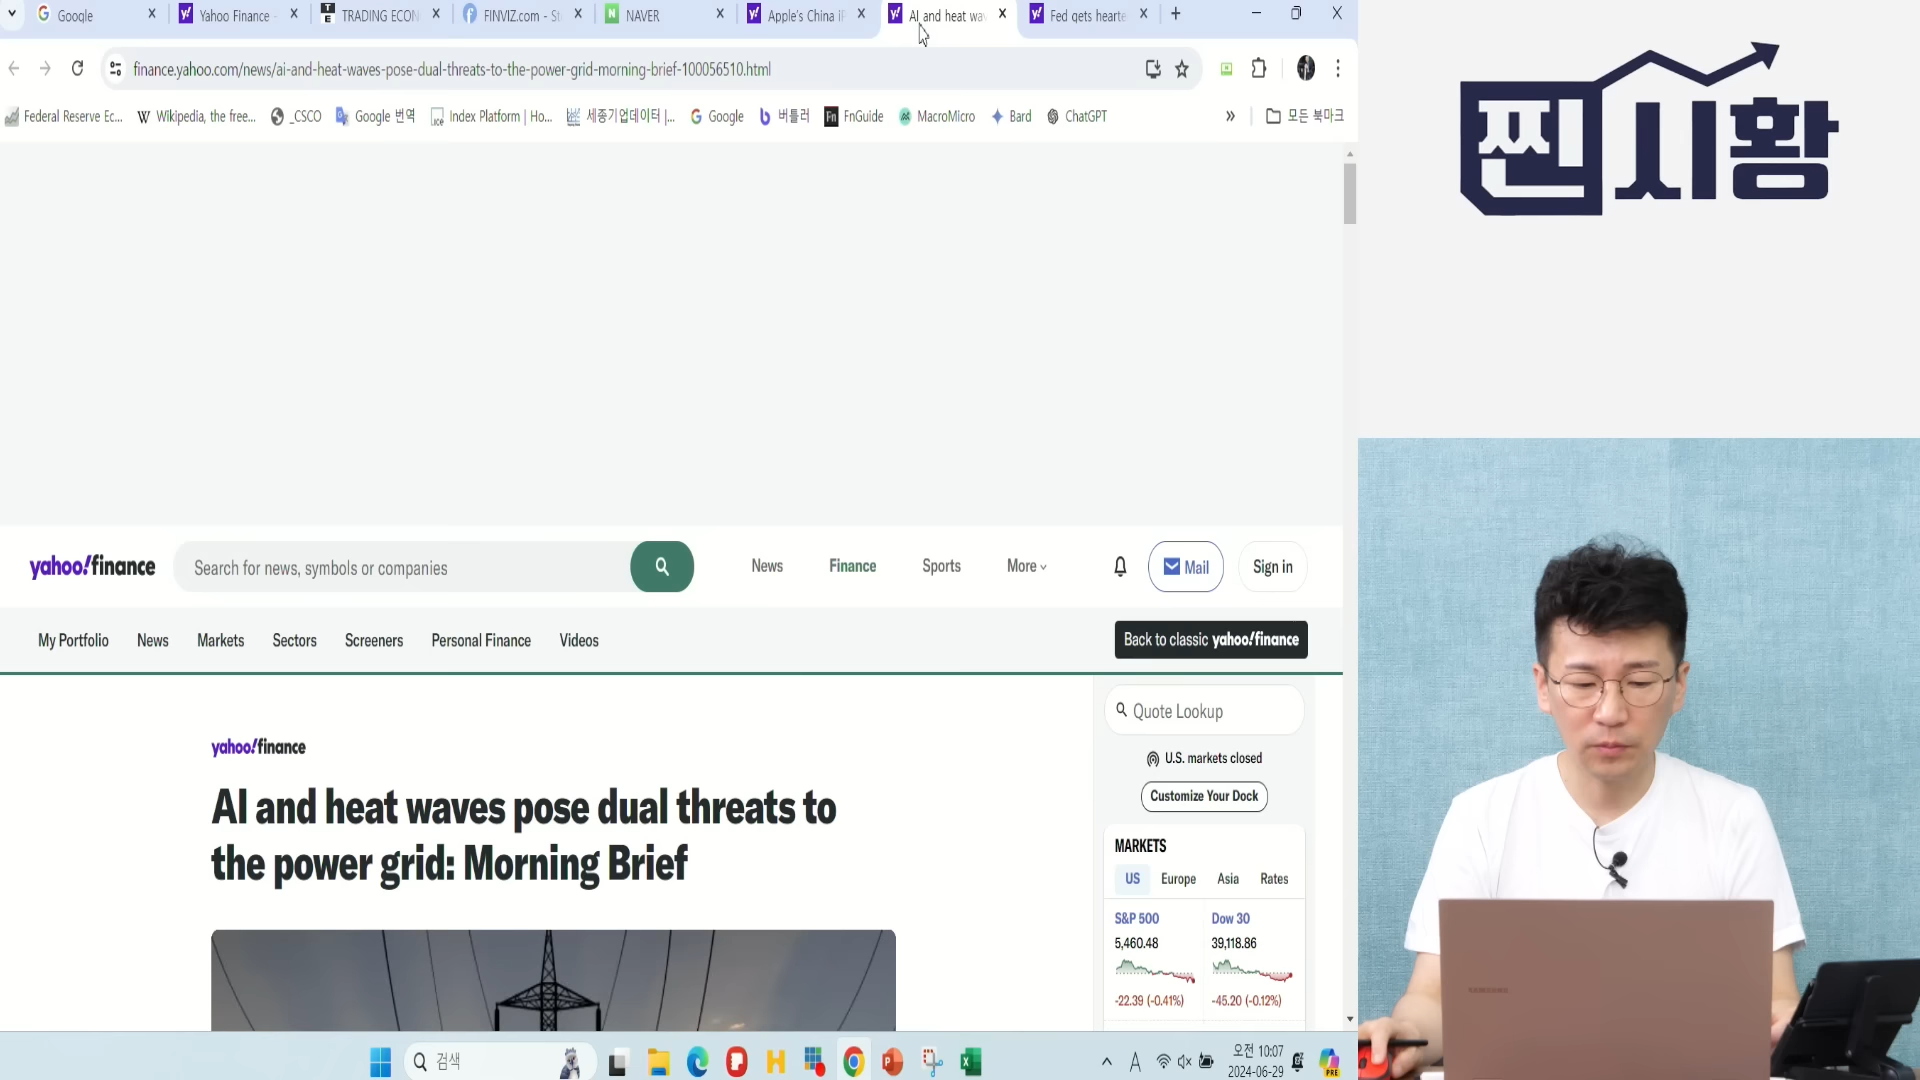 Google
Yahoo Finance -
TRADING ECON
FINVIZ.com - St
NAVER
Apple's China iP
AI and heat wav
Fed gets hearte
finance.yahoo.com/news/ai-and-heat-waves-pose-dual-threats-to-the-power-grid-morning-brief-100056510.html
Federal Reserve Ec...
Wikipedia, the free...
_CSCO
Google 번역
Index Platform | Ho...
세종기업데이터 |...
Google
버틀러
FnGuide
MacroMicro
Bard
ChatGPT
»
모든 북마크
찐시황
yahoo!finance
Search for news, symbols or companies
News
Finance
Sports
More
Mail
Sign in
My Portfolio
News
Markets
Sectors
Screeners
Personal Finance
Videos
Back to classic yahoo!finance
yahoo!finance
AI and heat waves pose dual threats to
the power grid: Morning Brief
Quote Lookup
U.S. markets closed
Customize Your Dock
MARKETS
US
Europe
Asia
Rates
S&P 500
Dow 30
5,460.48
39,118.86
-22.39 (-0.41%)
-45.20 (-0.12%)
SAMSUNG
검색
A
오전 10:07
2024-06-29
PRE